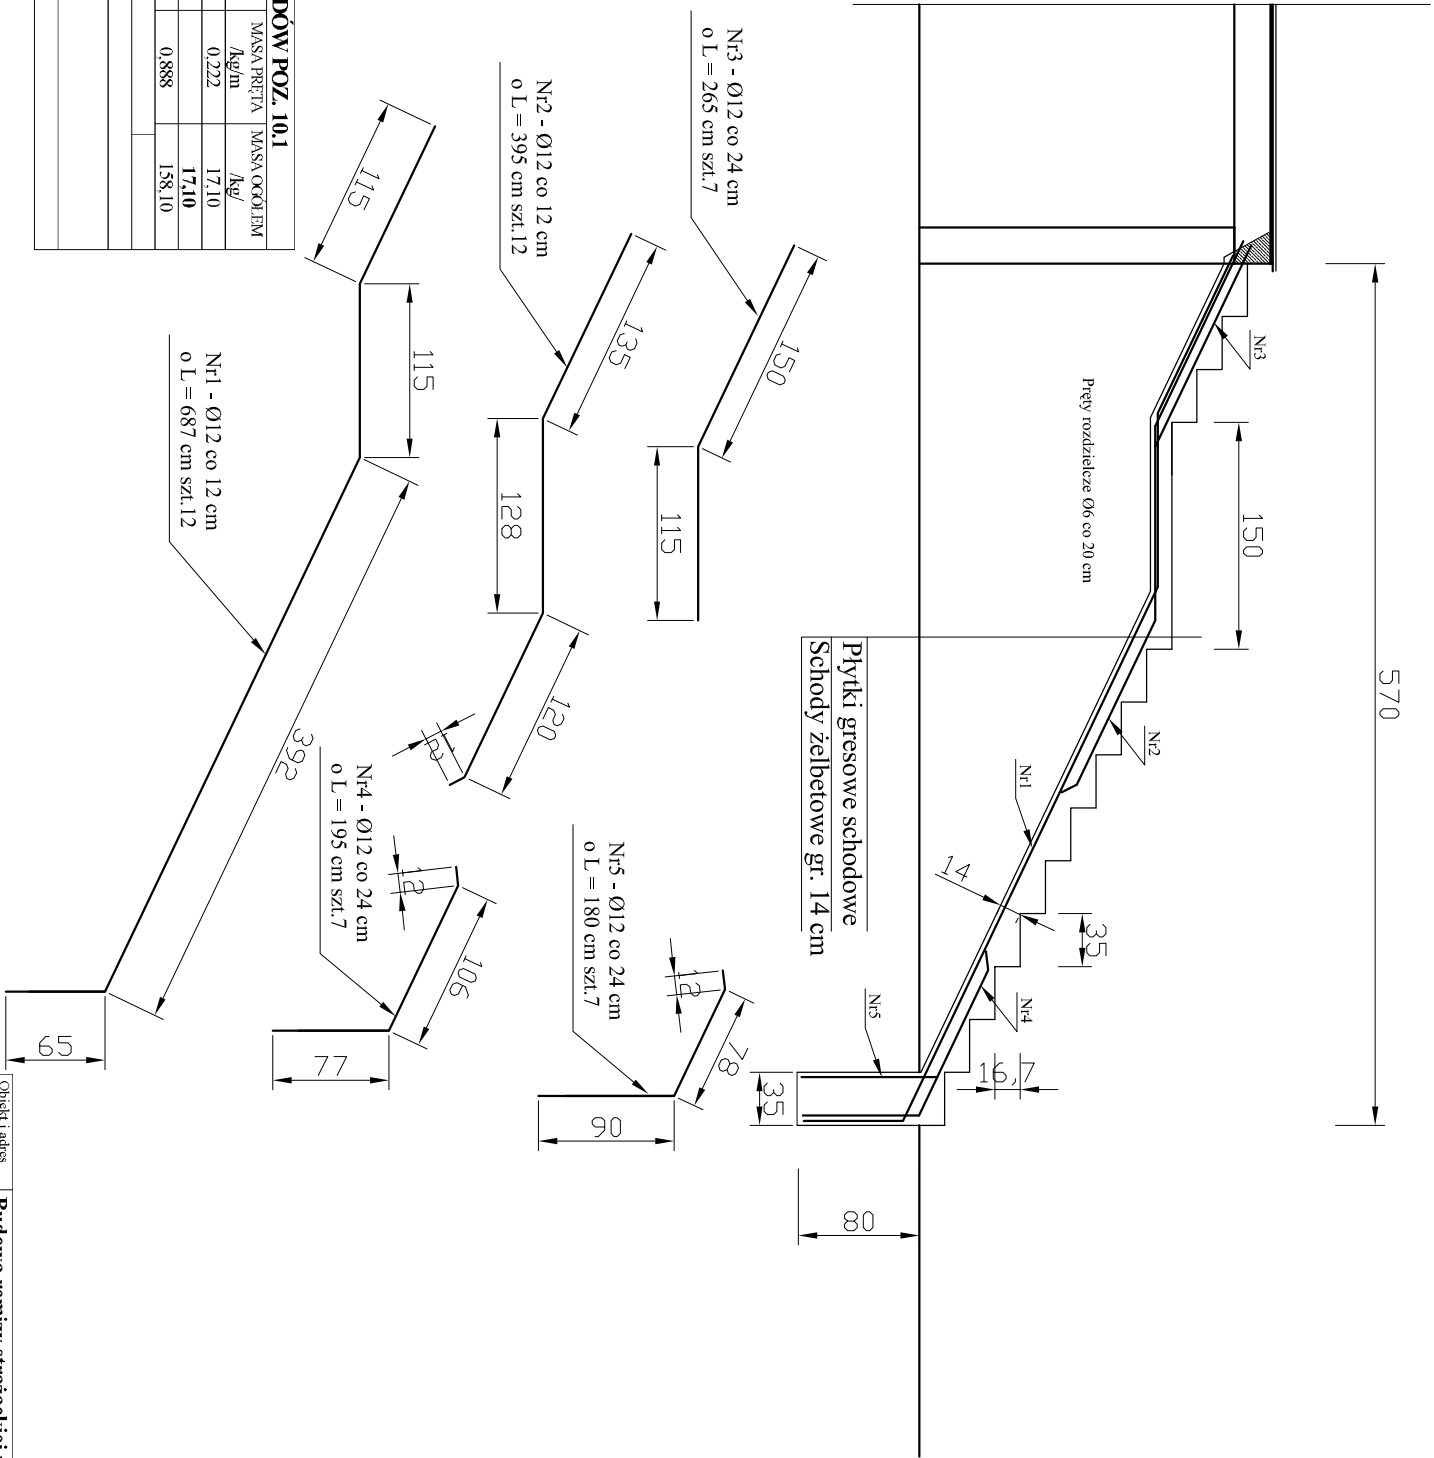 570
150
Nr3
Pręty rozdzielcze Ø6 co 20 cm
Nr2
Nr1
14
35
Nr4
16,7
Nr5
35
80
Płytki gresowe schodowe
Schody żelbetowe gr. 14 cm
Nr3 - Ø12 co 24 cm
o L = 265 cm szt.7
150
115
Nr2 - Ø12 co 12 cm
o L = 395 cm szt.12
135
128
120
12
Nr5 - Ø12 co 24 cm
o L = 180 cm szt.7
12
78
90
115
115
392
65
Nr1 - Ø12 co 12 cm
o L = 687 cm szt.12
Nr4 - Ø12 co 24 cm
o L = 195 cm szt.7
12
106
77
DÓW POZ. 10.1
MASA PRĘTA MASA OGÓŁEM
/kg/m /kg/
0,222 17,10
17,10
0,888 158,10
Obiekt i adres